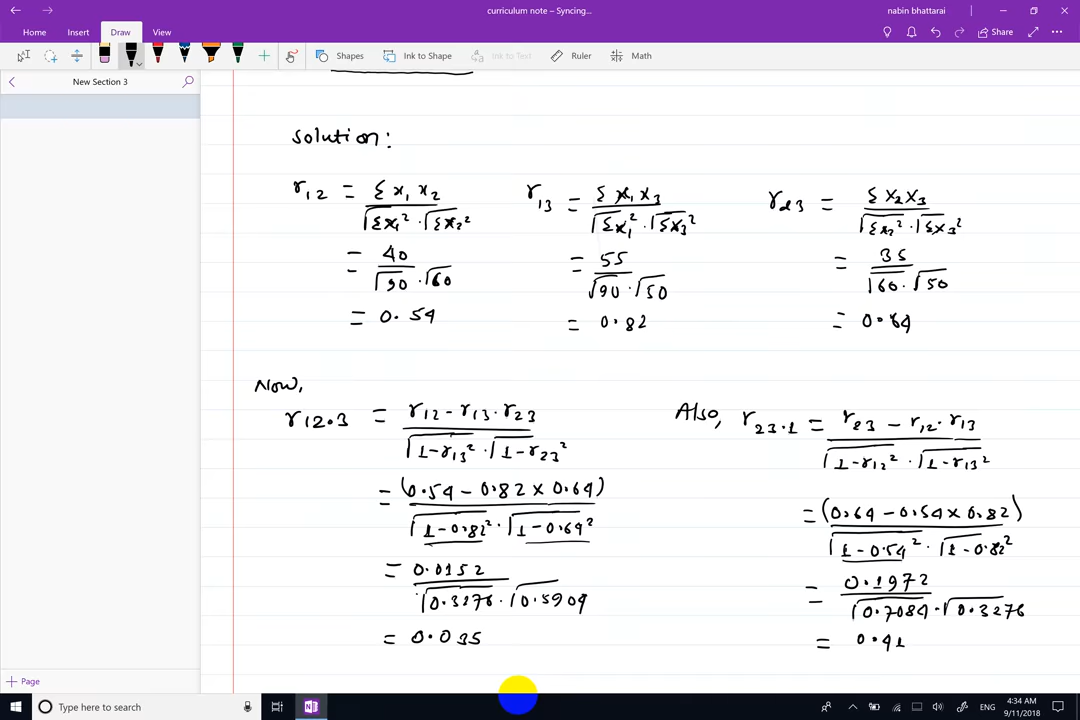 curriculum note – Syncing...
nabin bhattarai
Home Insert Draw View
Share
Shapes Ink to Shape Ink to Text Ruler Math
New Section 3
Solution:
r₁₂ = Σx₁x₂ / √Σx₁² · √Σx₂²
= 40 / √90 · √60
= 0.54
r₁₃ = Σx₁x₃ / √Σx₁² · √Σx₃²
= 55 / √90 · √50
= 0.82
r₂₃ = Σx₂x₃ / √Σx₂² · √Σx₃²
= 35 / √60 · √50
= 0.64
Now,
r₁₂.₃ = r₁₂ - r₁₃ · r₂₃ / √1-r₁₃² · √1-r₂₃²
= (0.54 - 0.82 × 0.64) / √1-0.82² · √1-0.64²
= 0.0152 / √0.3276 · √0.5904
= 0.035
Also, r₂₃.₁ = r₂₃ - r₁₂ · r₁₃ / √1-r₁₂² · √1-r₁₃²
= (0.64 - 0.54 × 0.82) / √1-0.54² · √1-0.82²
= 0.1972 / √0.7084 · √0.3276
= 0.41
+ Page
Type here to search
ENG
4:34 AM
9/11/2018